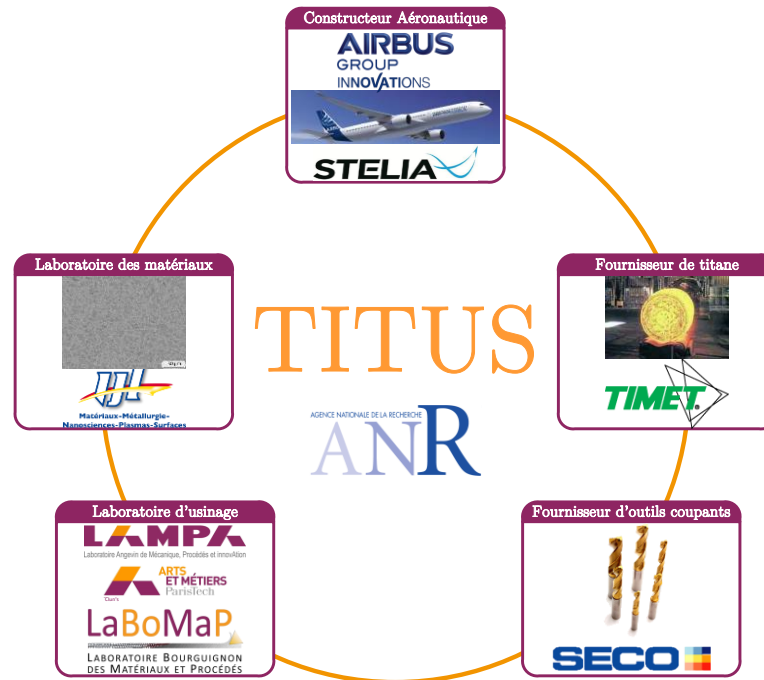 Constructeur Aéronautique
AIRBUS
GROUP
INNOVATIONS
STELIA
Laboratoire des matériaux
IJL
Matériaux-Métallurgie-
Nanosciences-Plasmas-Surfaces
Fournisseur de titane
TIMET.
TITUS
AGENCE NATIONALE DE LA RECHERCHE
ANR
Laboratoire d'usinage
LAMPA
Laboratoire Angevin de Mécanique, Procédés et innovAtion
ARTS
ET MÉTIERS
ParisTech
LaBoMaP
LABORATOIRE BOURGUIGNON
DES MATÉRIAUX ET PROCÉDÉS
Fournisseur d'outils coupants
SECO